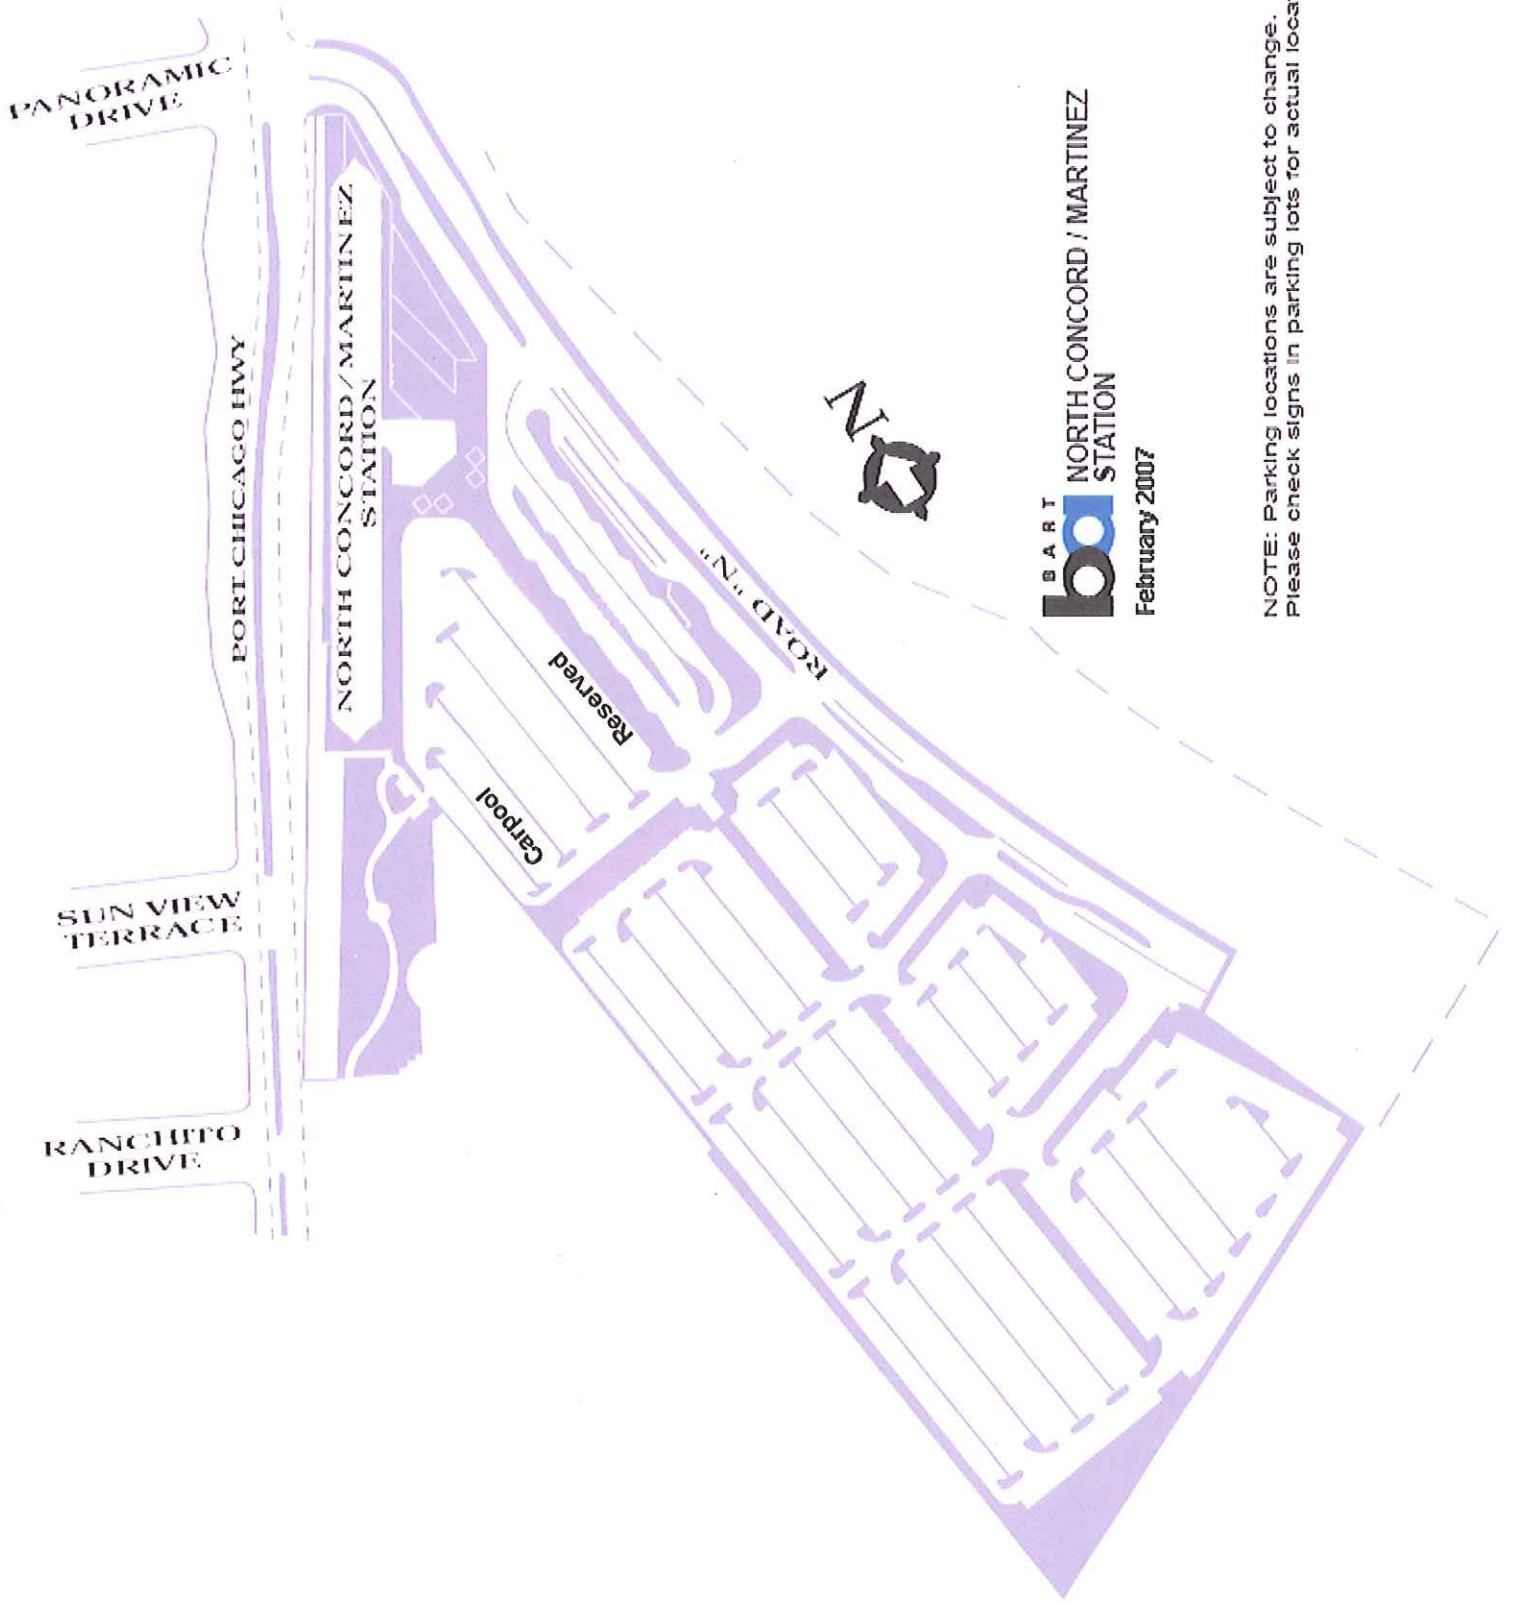 PANORAMIC
DRIVE
PORT CHICAGO HWY
NORTH CONCORD/MARTINEZ
STATION
SUN VIEW
TERRACE
RANCHITO
DRIVE
Reserved
Carpool
ROAD "N"
N
BART
ba
NORTH CONCORD / MARTINEZ
STATION
February 2007
NOTE: Parking locations are subject to change.
Please check signs in parking lots for actual